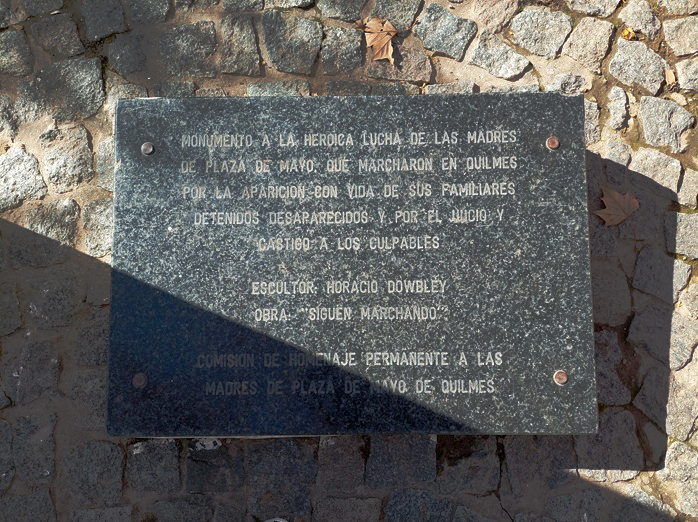 MONUMENTO A LA HEROICA LUCHA DE LAS MADRES
DE PLAZA DE MAYO, QUE MARCHARON EN QUILMES
POR LA APARICION CON VIDA DE SUS FAMILIARES
DETENIDOS DESAPARECIDOS Y POR EL JUICIO Y
CASTIGO A LOS CULPABLES
ESCULTOR: HORACIO DOWBLEY
OBRA: "SIGUEN MARCHANDO"
COMISION DE HOMENAJE PERMANENTE A LAS
MADRES DE PLAZA DE MAYO DE QUILMES